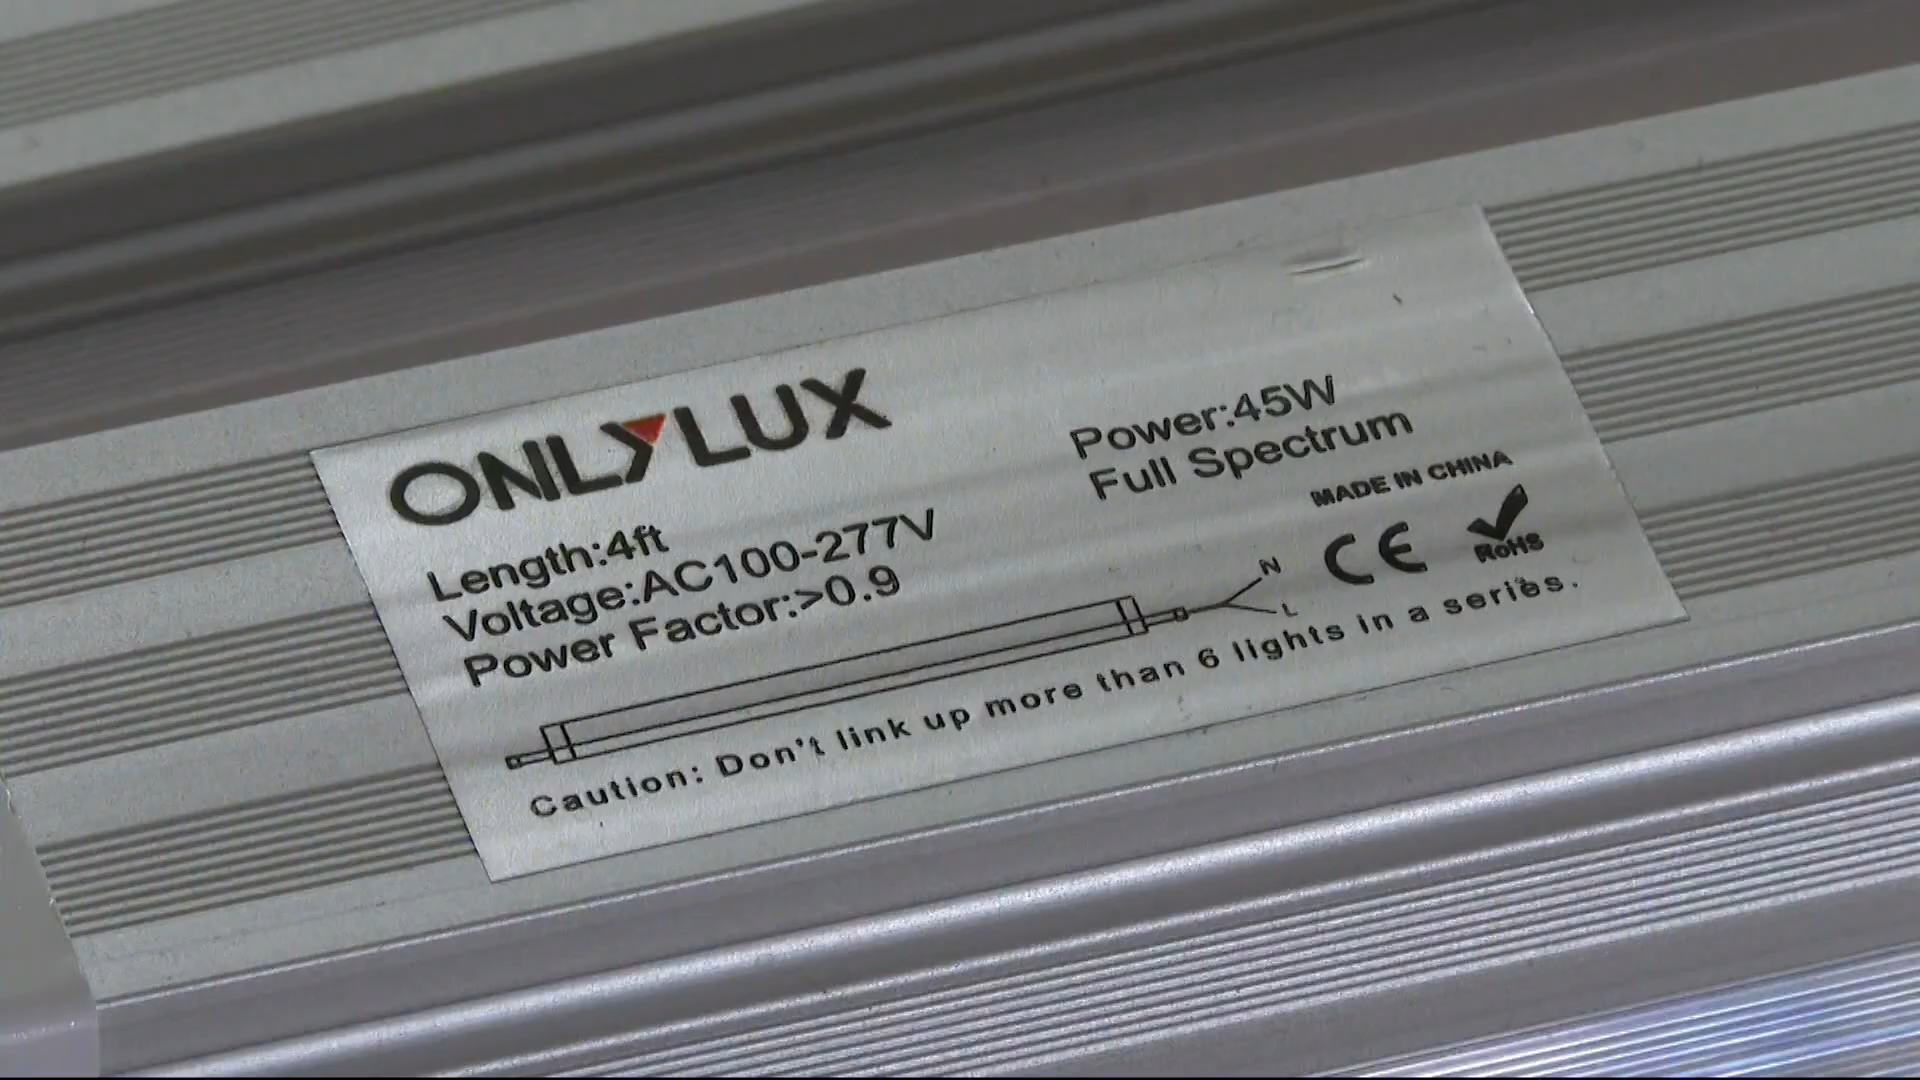 ONLYLUX
Length:4ft
Voltage:AC100-277V
Power Factor:>0.9
Power:45W
Full Spectrum
MADE IN CHINA
CE
RoHS
N
L
Caution: Don't link up more than 6 lights in a series.